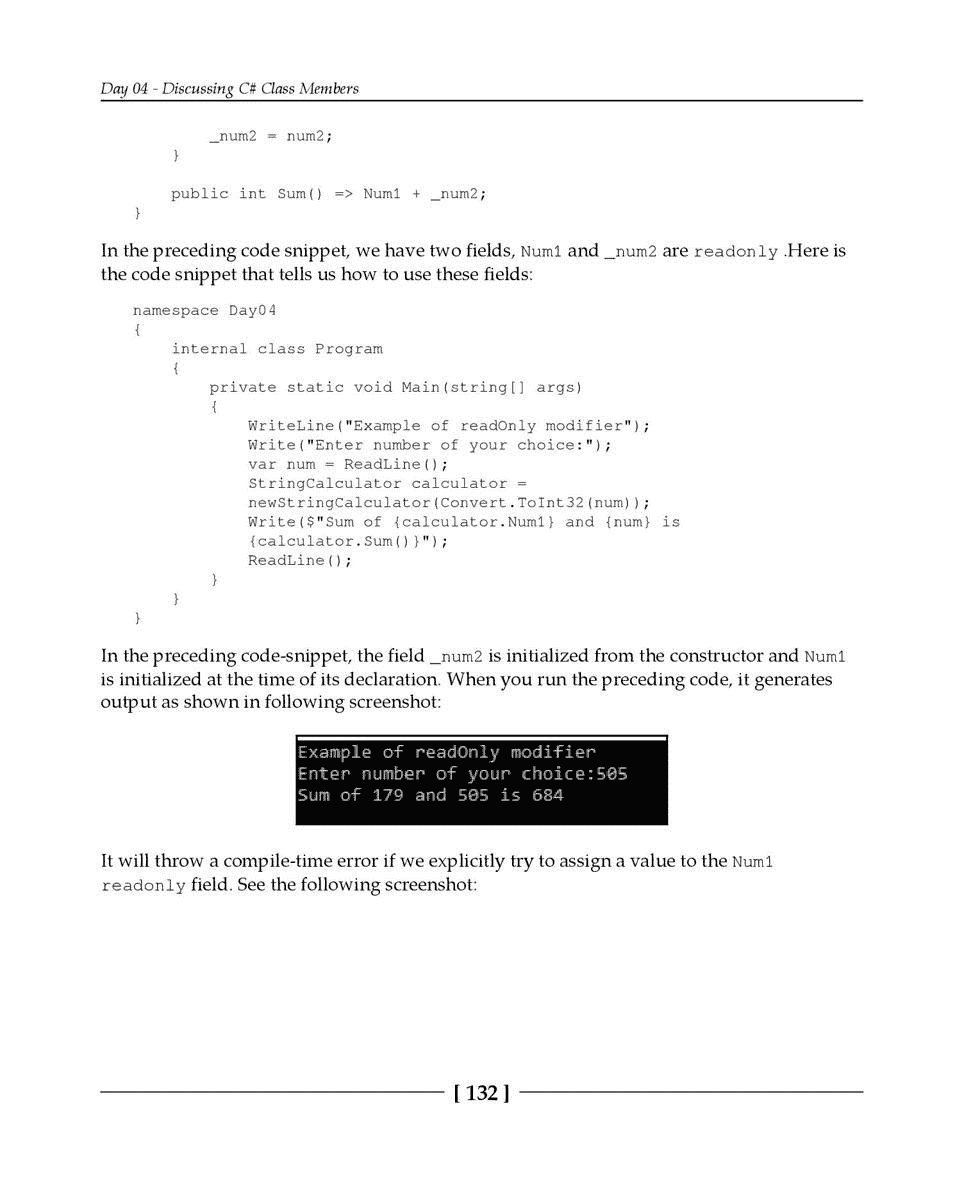 Day 04 - Discussing C# Class Members
_num2 = num2;
}
public int Sum() => Num1 + _num2;
}
In the preceding code snippet, we have two fields, Num1 and _num2 are readonly .Here is
the code snippet that tells us how to use these fields:
namespace Day04
{
internal class Program
{
private static void Main(string[] args)
{
WriteLine("Example of readOnly modifier");
Write("Enter number of your choice:");
var num = ReadLine();
StringCalculator calculator =
newStringCalculator(Convert.ToInt32(num));
Write($"Sum of {calculator.Num1} and {num} is
{calculator.Sum()}");
ReadLine();
}
}
}
In the preceding code-snippet, the field _num2 is initialized from the constructor and Num1
is initialized at the time of its declaration. When you run the preceding code, it generates
output as shown in following screenshot:
Example of readOnly modifier
Enter number of your choice:505
Sum of 179 and 505 is 684
It will throw a compile-time error if we explicitly try to assign a value to the Num1
readonly field. See the following screenshot:
[ 132 ]